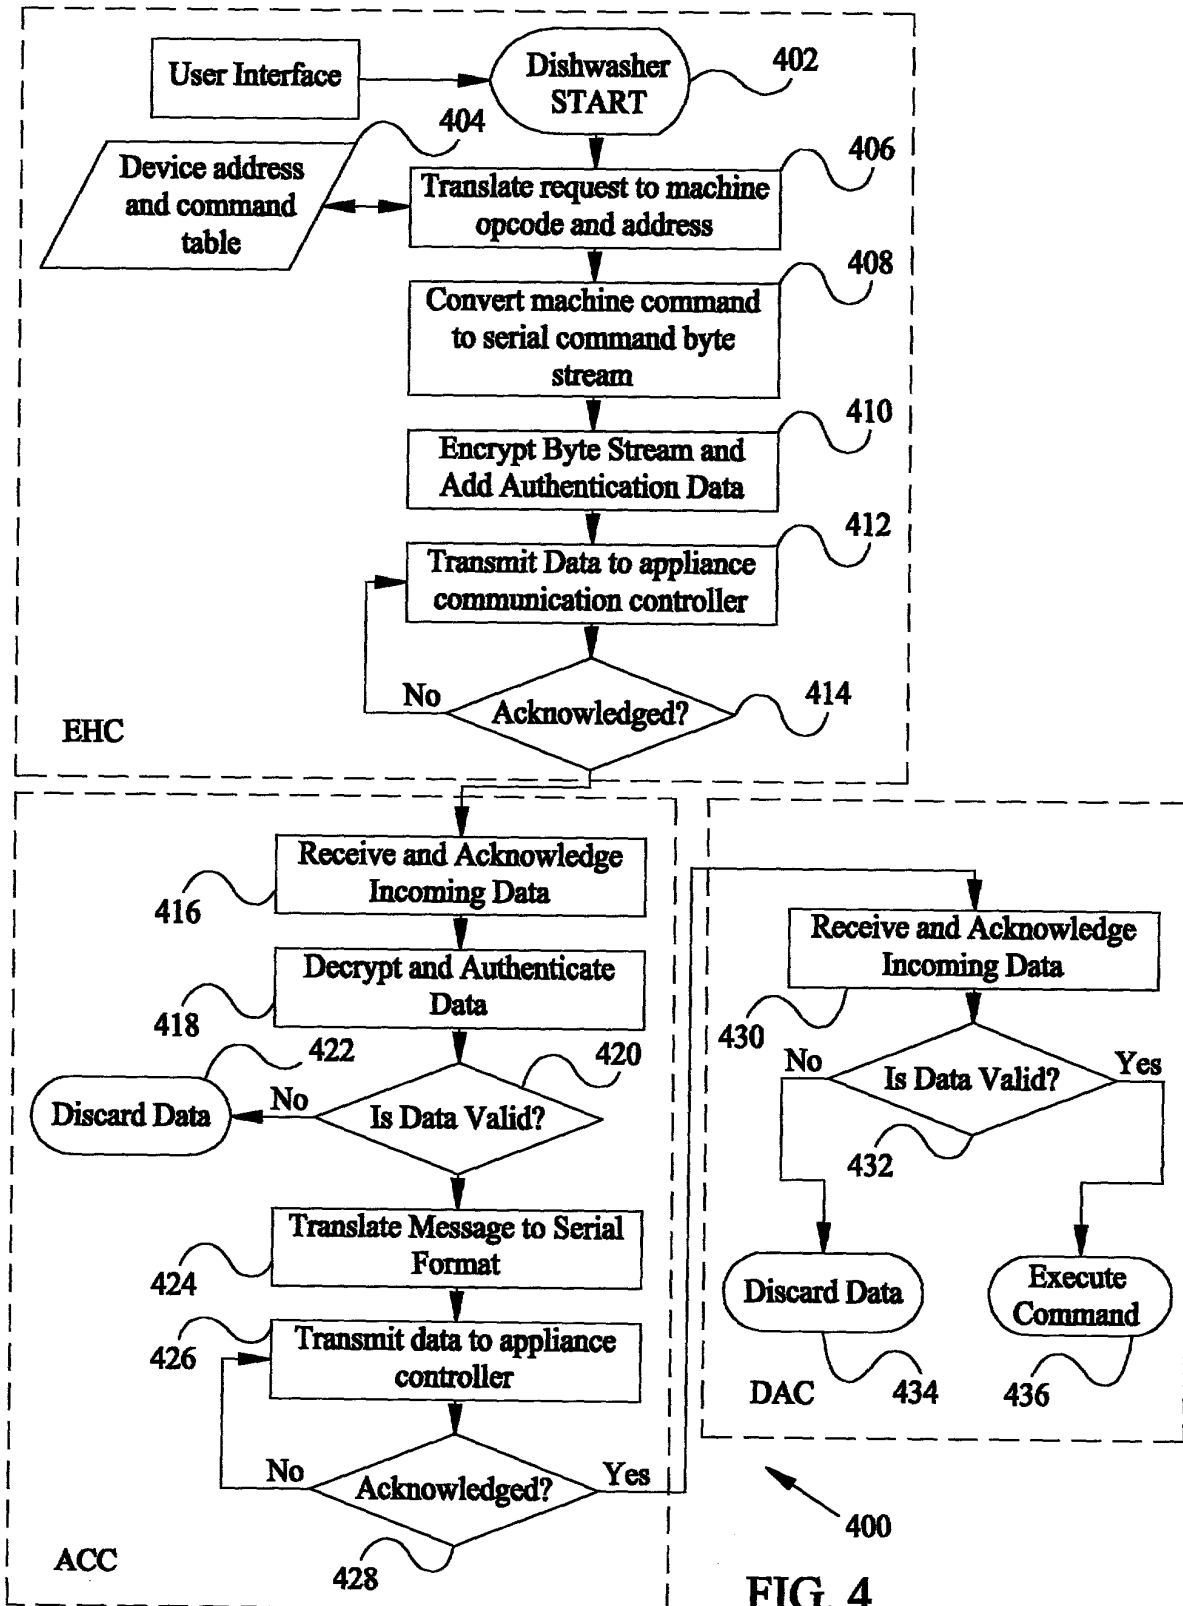 User Interface
Dishwasher
START
402
404
Device address
and command
table
406
Translate request to machine
opcode and address
408
Convert machine command
to serial command byte
stream
410
Encrypt Byte Stream and
Add Authentication Data
412
Transmit Data to appliance
communication controller
No
Acknowledged?
414
EHC
Receive and Acknowledge
Incoming Data
416
Decrypt and Authenticate
Data
418
422
420
Discard Data
No
Is Data Valid?
Translate Message to Serial
Format
424
Transmit data to appliance
controller
426
No
Acknowledged?
Yes
428
ACC
Receive and Acknowledge
Incoming Data
430
No
Is Data Valid?
Yes
432
Discard Data
Execute
Command
434
436
DAC
400
FIG. 4